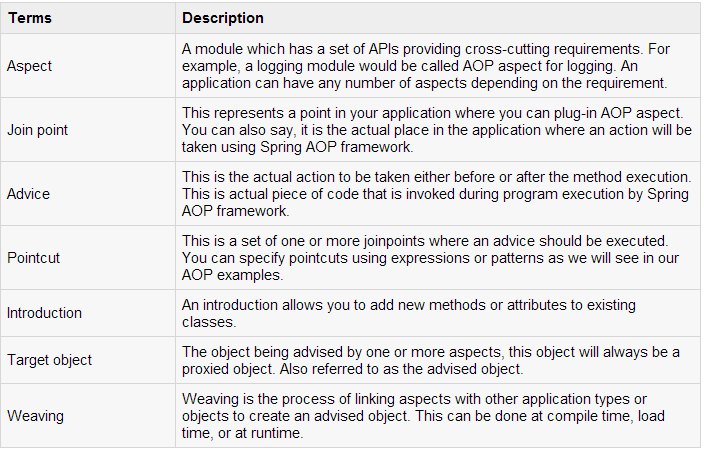 Terms Description
Aspect
A module which has a set of APIs providing cross-cutting requirements. For
example, a logging module would be called AOP aspect for logging. An
application can have any number of aspects depending on the requirement.
Join point
This represents a point in your application where you can plug-in AOP aspect.
You can also say, it is the actual place in the application where an action will be
taken using Spring AOP framework.
Advice
This is the actual action to be taken either before or after the method execution.
This is actual piece of code that is invoked during program execution by Spring
AOP framework.
Pointcut
This is a set of one or more joinpoints where an advice should be executed.
You can specify pointcuts using expressions or patterns as we will see in our
AOP examples.
Introduction
An introduction allows you to add new methods or attributes to existing
classes.
Target object
The object being advised by one or more aspects, this object will always be a
proxied object. Also referred to as the advised object.
Weaving
Weaving is the process of linking aspects with other application types or
objects to create an advised object. This can be done at compile time, load
time, or at runtime.